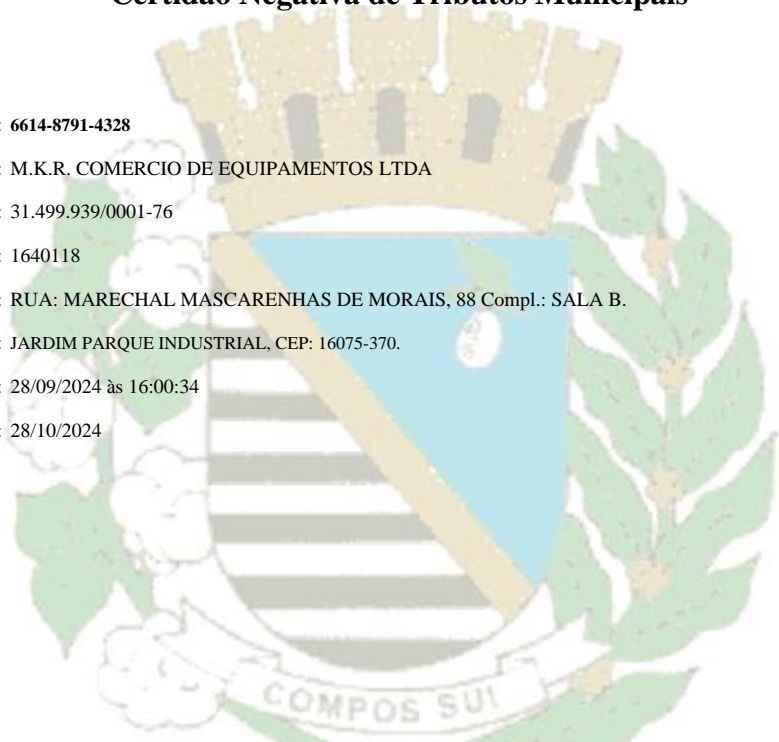 Certidão Negativa de Tributos Municipais
: 6614-8791-4328
: M.K.R. COMERCIO DE EQUIPAMENTOS LTDA
: 31.499.939/0001-76
: 1640118
: RUA: MARECHAL MASCARENHAS DE MORAIS, 88 Compl.: SALA B.
: JARDIM PARQUE INDUSTRIAL, CEP: 16075-370.
: 28/09/2024 às 16:00:34
: 28/10/2024
COMPOS SUI